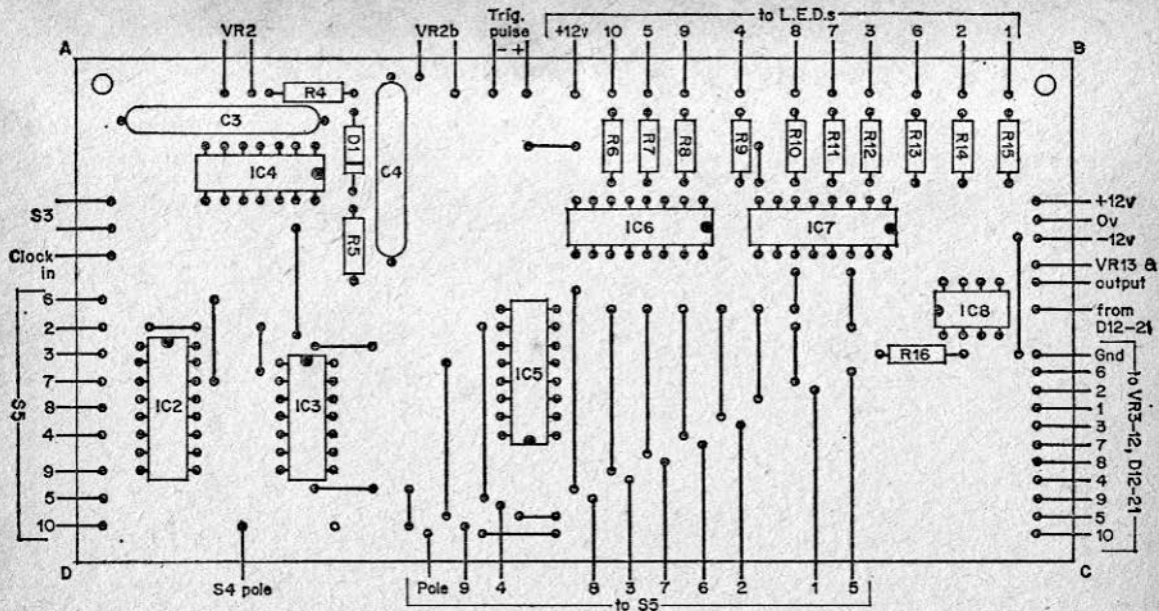 to L.E.D.s
VR2
VR2b
Trig. pulse
- +
+12v 10 5 9 4 8 7 3 6 2 1
A
B
R4
C3
D1
C4
IC4
R5
R6 R7 R8 R9 R10 R11 R12 R13 R14 R15
S3
Clock in
IC6
IC7
+12v
0v
-12v
VR13 &
output
from
D12-21
Gnd
6
2
1
3
7
8
4
9
5
10
to VR3-12, D12-21
IC8
R16
S5
6
2
3
7
8
4
9
5
10
IC2
IC3
IC5
D
C
S4 pole
Pole 9 4 8 3 7 6 2 1 5
to S5